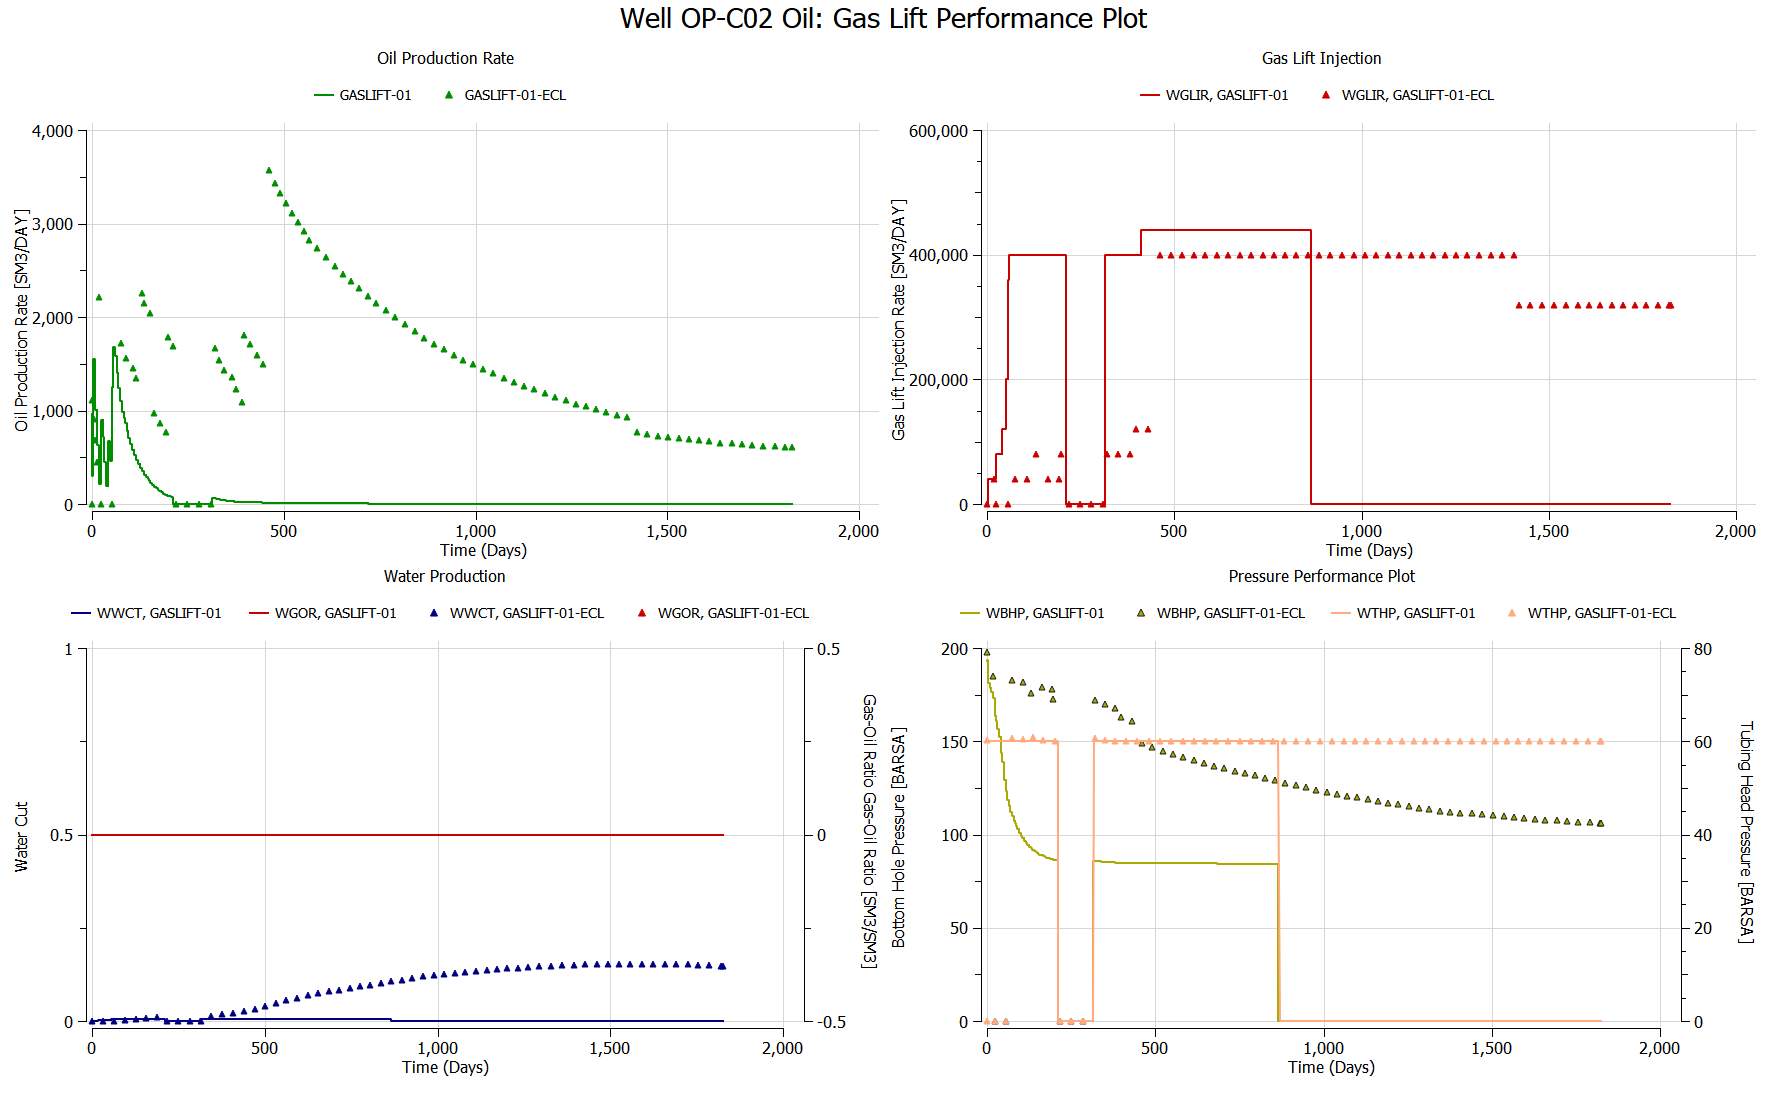 Well OP-C02 Oil: Gas Lift Performance Plot
Oil Production Rate
GASLIFT-01 GASLIFT-01-ECL
Oil Production Rate [SM3/DAY]
4,000
3,000
2,000
1,000
0
0 500 1,000 1,500 2,000
Time (Days)
Gas Lift Injection
WGLIR, GASLIFT-01 WGLIR, GASLIFT-01-ECL
Gas Lift Injection Rate [SM3/DAY]
600,000
400,000
200,000
0
0 500 1,000 1,500 2,000
Time (Days)
Water Production
WWCT, GASLIFT-01 WGOR, GASLIFT-01 WWCT, GASLIFT-01-ECL WGOR, GASLIFT-01-ECL
Water Cut
1
0.5
0
0.5
0
-0.5
Gas-Oil Ratio Gas-Oil Ratio [SM3/SM3]
0 500 1,000 1,500 2,000
Time (Days)
Pressure Performance Plot
WBHP, GASLIFT-01 WBHP, GASLIFT-01-ECL WTHP, GASLIFT-01 WTHP, GASLIFT-01-ECL
Bottom Hole Pressure [BARSA]
200
150
100
50
0
80
60
40
20
0
Tubing Head Pressure [BARSA]
0 500 1,000 1,500 2,000
Time (Days)